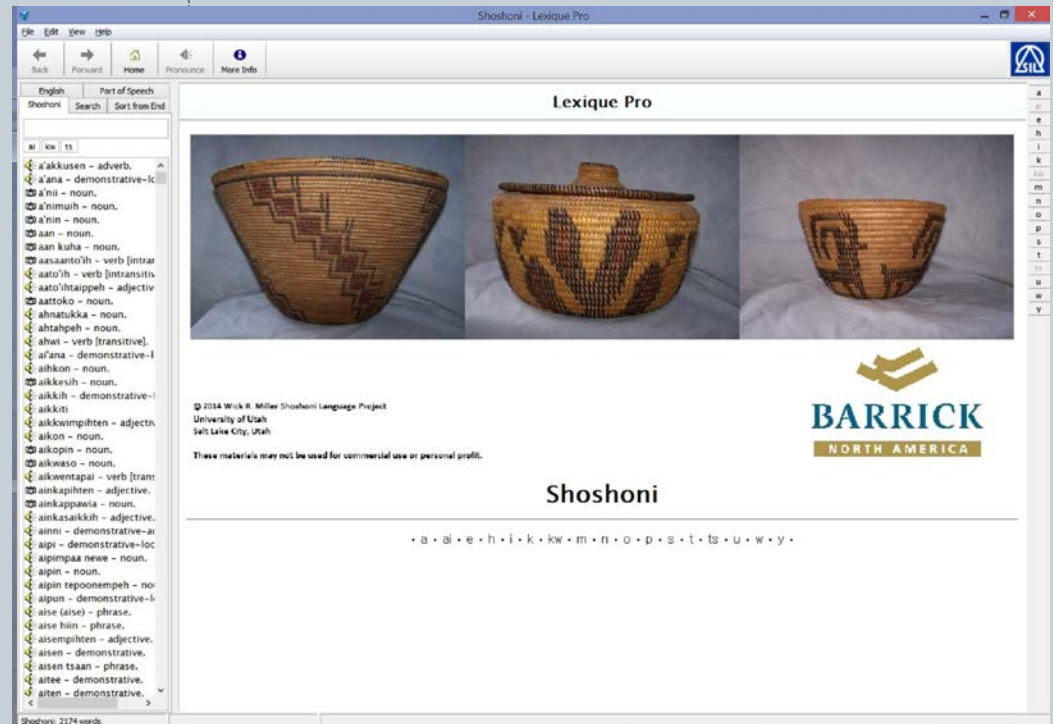 Shoshoni - Lexique Pro
File Edit View Help
Back Forward Home Pronounce More Info
SIL
English Part of Speech
Shoshoni Search Sort from End
ai kw ts
a'akkusen - adverb.
a'ana - demonstrative-lo
a'nii - noun.
a'nimuih - noun.
a'nin - noun.
aan - noun.
aan kuha - noun.
aasaanto'ih - verb [intrar
aato'ih - verb [intransitiv
aato'ihtaippeh - adjectiv
aattoko - noun.
ahnatukka - noun.
ahtahpeh - noun.
ahwi - verb [transitive].
ai'ana - demonstrative-l
aihkon - noun.
aikkesih - noun.
aikkih - demonstrative-l
aikkiti
aikkwimpihten - adjectiv
aikon - noun.
aikopin - noun.
aikwaso - noun.
aikwentapai - verb [trans
ainkapihten - adjective.
ainkappawia - noun.
ainkasaikkih - adjective.
ainni - demonstrative-ar
aipi - demonstrative-loc
aipimpaa newe - noun.
aipin - noun.
aipin tepoonempeh - nou
aipun - demonstrative-l
aise (aise) - phrase.
aise hiin - phrase.
aisempihten - adjective.
aisen - demonstrative.
aisen tsaan - phrase.
aitee - demonstrative.
aiten - demonstrative.
Shoshoni: 2174 words
Lexique Pro
© 2014 Wick R. Miller Shoshoni Language Project
University of Utah
Salt Lake City, Utah
These materials may not be used for commercial use or personal profit.
BARRICK
NORTH AMERICA
Shoshoni
• a • ai • e • h • i • k • kw • m • n • o • p • s • t • ts • u • w • y •
a
ai
e
h
i
k
kw
m
n
o
p
s
t
ts
u
w
y